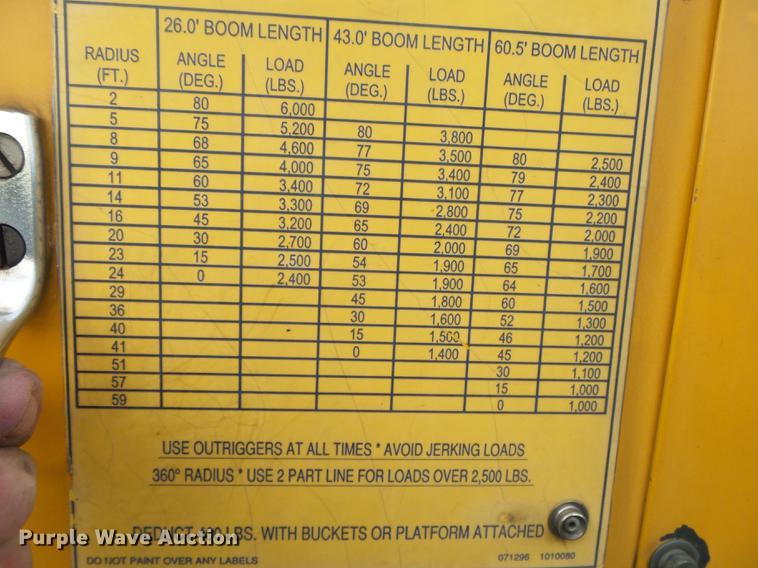 26.0' BOOM LENGTH 43.0' BOOM LENGTH 60.5' BOOM LENGTH
RADIUS ANGLE LOAD ANGLE LOAD ANGLE LOAD
(FT.) (DEG.) (LBS.) (DEG.) (LBS.) (DEG.) (LBS.)
2 80 6,000
5 75 5,200 80 3,800
8 68 4,600 77 3,500 80 2,500
9 65 4,000 75 3,400 79 2,400
11 60 3,400 72 3,100 77 2,300
14 53 3,300 69 2,800 75 2,200
16 45 3,200 65 2,400 72 2,000
20 30 2,700 60 2,000 69 1,900
23 15 2,500 54 1,900 65 1,700
24 0 2,400 53 1,900 64 1,600
29 45 1,800 60 1,500
36 30 1,600 52 1,300
40 15 1,500 46 1,200
41 0 1,400 45 1,200
51 30 1,100
57 15 1,000
59 0 1,000
USE OUTRIGGERS AT ALL TIMES * AVOID JERKING LOADS
360° RADIUS * USE 2 PART LINE FOR LOADS OVER 2,500 LBS.
DEDUCT LBS. WITH BUCKETS OR PLATFORM ATTACHED
DO NOT PAINT OVER ANY LABELS 071296 1010080
Purple Wave Auction